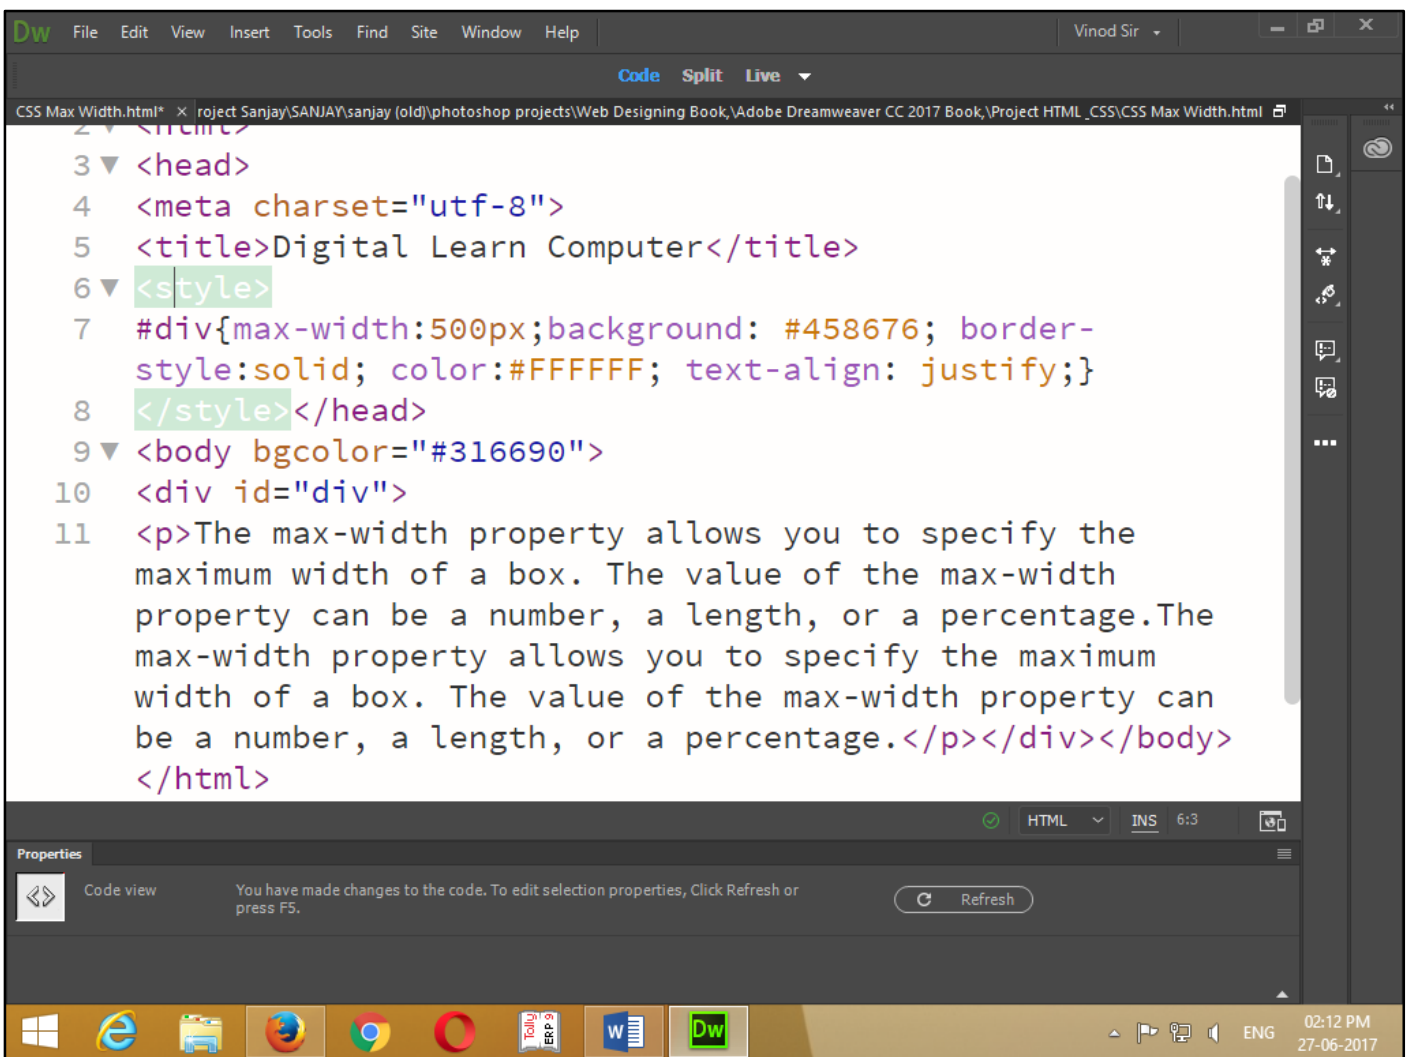 Dw File Edit View Insert Tools Find Site Window Help Vinod Sir
Code Split Live
CSS Max Width.html* × roject Sanjay\SANJAY\sanjay (old)\photoshop projects\Web Designing Book,\Adobe Dreamweaver CC 2017 Book,\Project HTML_CSS\CSS Max Width.html
2 <html>
3 <head>
4 <meta charset="utf-8">
5 <title>Digital Learn Computer</title>
6 <style>
7 #div{max-width:500px;background: #458676; border-
style:solid; color:#FFFFFF; text-align: justify;}
8 </style></head>
9 <body bgcolor="#316690">
10 <div id="div">
11 <p>The max-width property allows you to specify the
maximum width of a box. The value of the max-width
property can be a number, a length, or a percentage.The
max-width property allows you to specify the maximum
width of a box. The value of the max-width property can
be a number, a length, or a percentage.</p></div></body>
</html>
HTML INS 6:3
Properties
Code view You have made changes to the code. To edit selection properties, Click Refresh or
press F5.
Refresh
Tally ERP 9
W
Dw
ENG 02:12 PM
27-06-2017